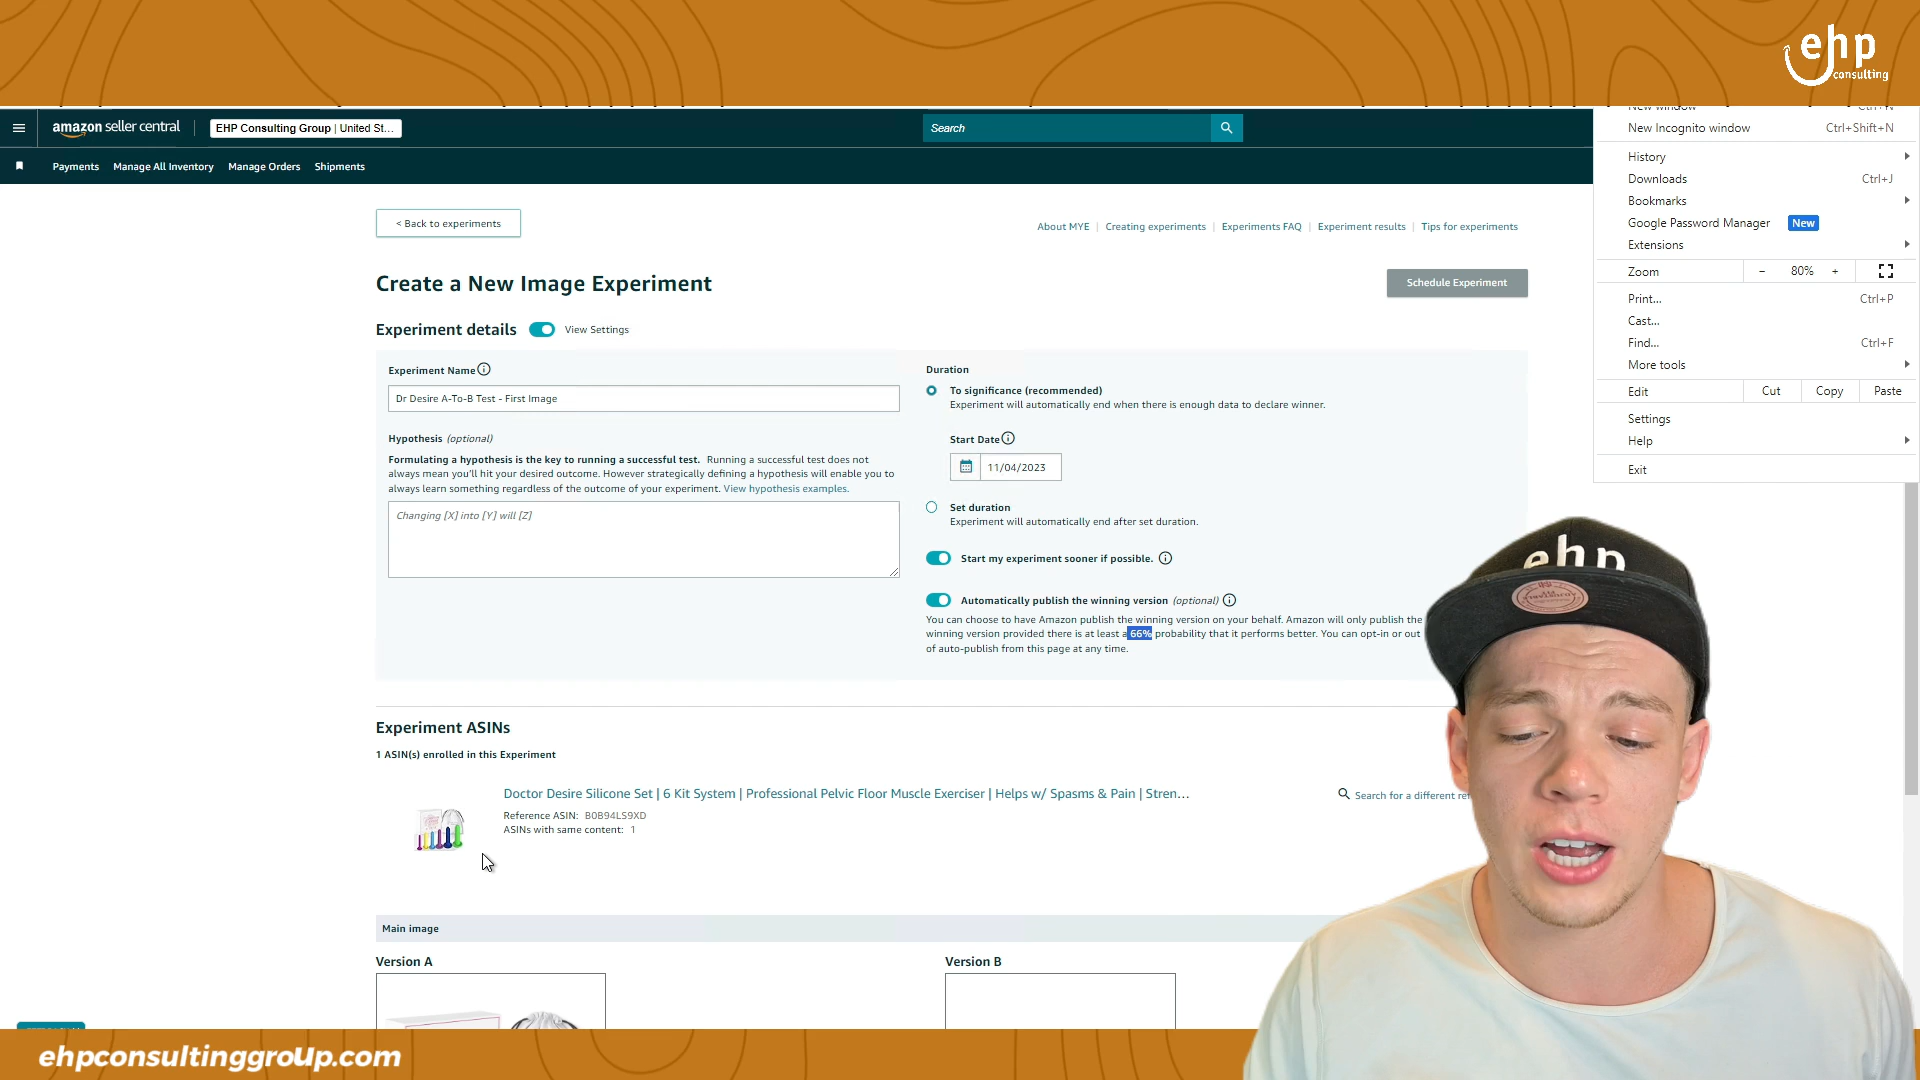 ehp
consulting
amazon seller central
EHP Consulting Group | United St...
Search
Payments
Manage All Inventory
Manage Orders
Shipments
New window
Ctrl+N
New Incognito window
Ctrl+Shift+N
History
Downloads
Ctrl+J
Bookmarks
Google Password Manager
New
Extensions
Zoom
− 80% +
Print...
Ctrl+P
Cast...
Find...
Ctrl+F
More tools
Edit
Cut
Copy
Paste
Settings
Help
Exit
< Back to experiments
About MYE | Creating experiments | Experiments FAQ | Experiment results | Tips for experiments
Create a New Image Experiment
Schedule Experiment
Experiment details
View Settings
Experiment Name
Dr Desire A-To-B Test - First Image
Hypothesis (optional)
Formulating a hypothesis is the key to running a successful test. Running a successful test does not
always mean you'll hit your desired outcome. However strategically defining a hypothesis will enable you to
always learn something regardless of the outcome of your experiment. View hypothesis examples.
Changing [X] into [Y] will [Z]
Duration
To significance (recommended)
Experiment will automatically end when there is enough data to declare winner.
Start Date
11/04/2023
Set duration
Experiment will automatically end after set duration.
Start my experiment sooner if possible.
Automatically publish the winning version (optional)
You can choose to have Amazon publish the winning version on your behalf. Amazon will only publish the
winning version provided there is at least a 66% probability that it performs better. You can opt-in or out
of auto-publish from this page at any time.
Experiment ASINs
1 ASIN(s) enrolled in this Experiment
Doctor Desire Silicone Set | 6 Kit System | Professional Pelvic Floor Muscle Exerciser | Helps w/ Spasms & Pain | Stren...
Reference ASIN: B0B94LS9XD
ASINs with same content: 1
Search for a different
Main image
Version A
Version B
ehp
ehpconsultinggroup.com